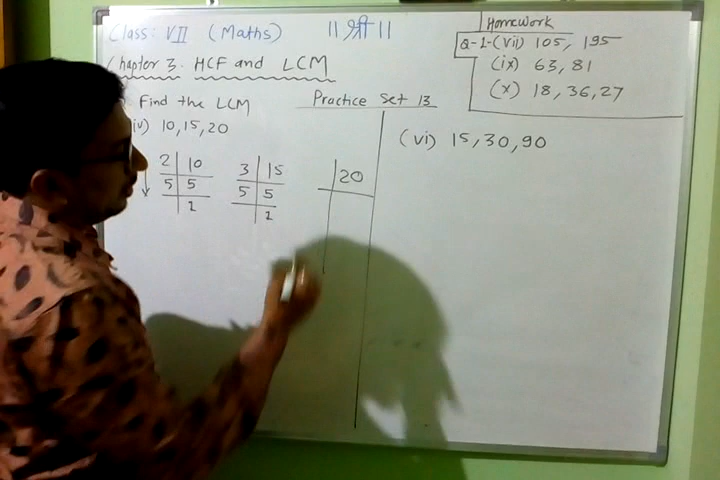 Class: VII (Maths)
|| श्री ||
Chapter 3. HCF and LCM
Find the LCM
Practice Set 13
iv) 10, 15, 20
2 | 10
5 | 5
1
3 | 15
5 | 5
1
20
(vi) 15, 30, 90
Homework
Q-1-(vii) 105, 195
(ix) 63, 81
(x) 18, 36, 27